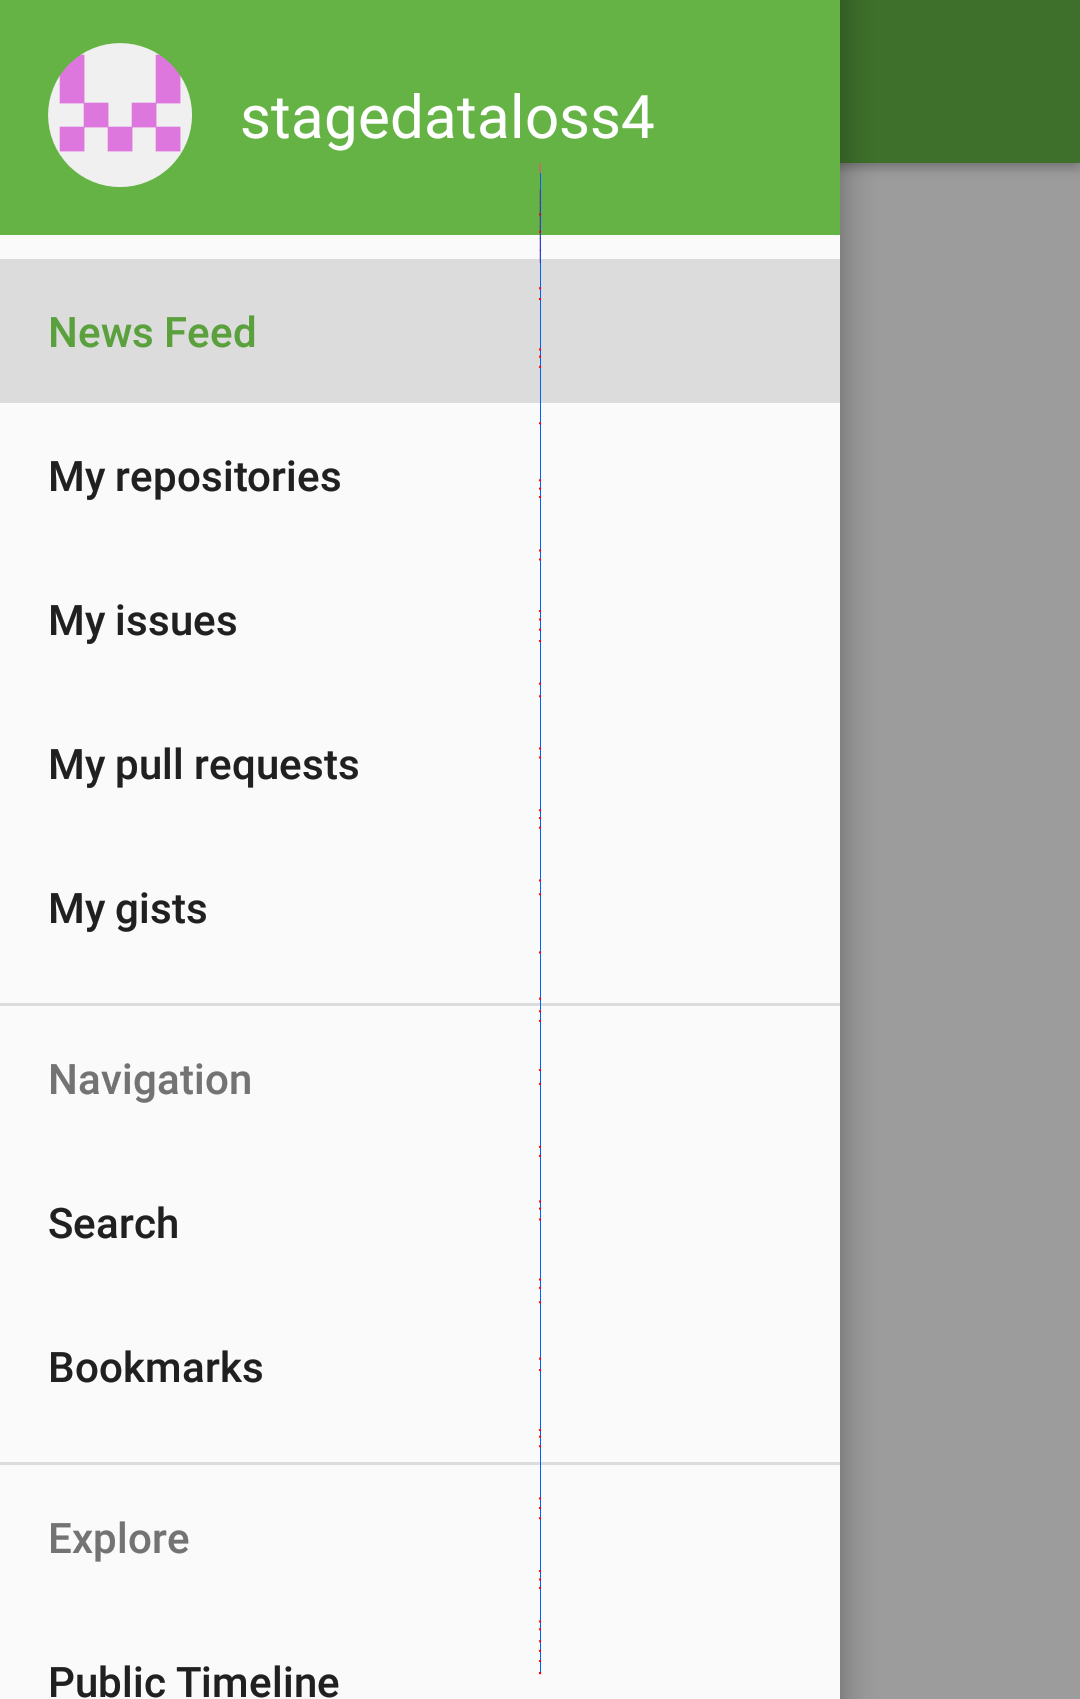 stagedataloss4
News Feed
My repositories
My issues
My pull requests
My gists
Navigation
Search
Bookmarks
Explore
Public Timeline